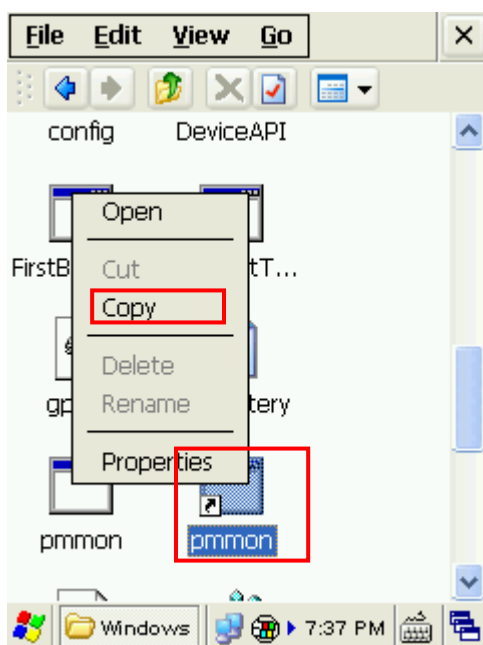 File Edit View Go
config DeviceAPI
Open
FirstB Cut tT...
Copy
Delete
gp Rename tery
Properties
pmmon pmmon
Windows 7:37 PM